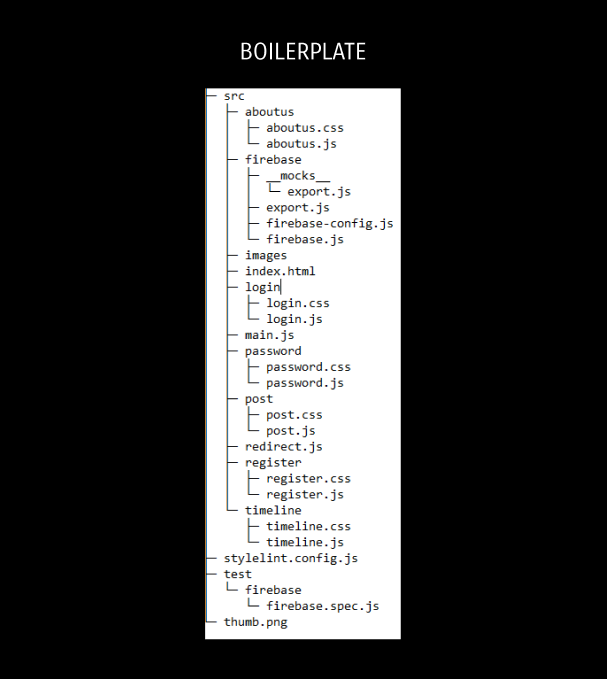 BOILERPLATE
├─ src
│  ├─ aboutus
│  │  ├─ aboutus.css
│  │  └─ aboutus.js
│  ├─ firebase
│  │  ├─ __mocks__
│  │  │  └─ export.js
│  │  ├─ export.js
│  │  ├─ firebase-config.js
│  │  └─ firebase.js
│  ├─ images
│  ├─ index.html
│  ├─ login
│  │  ├─ login.css
│  │  └─ login.js
│  ├─ main.js
│  ├─ password
│  │  ├─ password.css
│  │  └─ password.js
│  ├─ post
│  │  ├─ post.css
│  │  └─ post.js
│  ├─ redirect.js
│  ├─ register
│  │  ├─ register.css
│  │  └─ register.js
│  └─ timeline
│     ├─ timeline.css
│     └─ timeline.js
├─ stylelint.config.js
├─ test
│  └─ firebase
│     └─ firebase.spec.js
└─ thumb.png